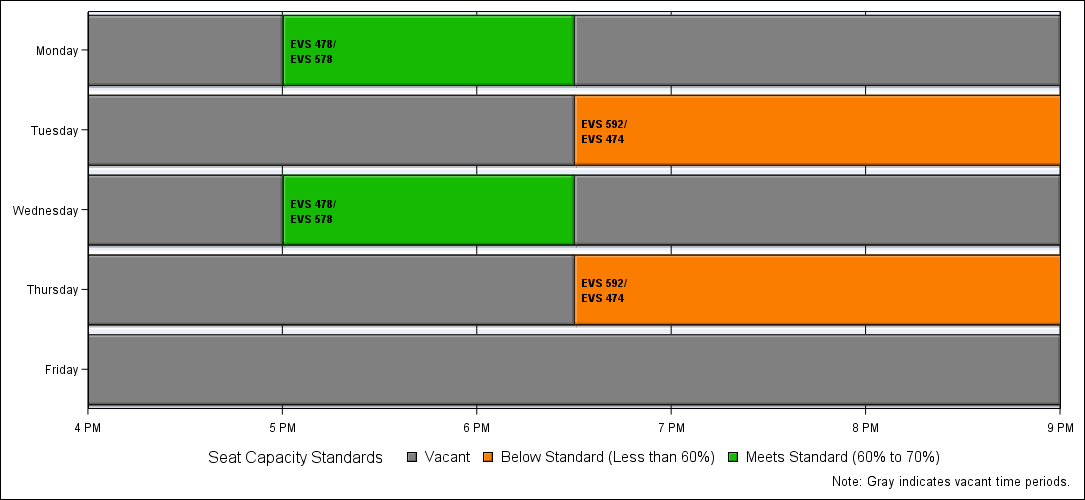 Monday
EVS 478/
EVS 578
Tuesday
EVS 592/
EVS 474
Wednesday
EVS 478/
EVS 578
Thursday
EVS 592/
EVS 474
Friday
4 PM 5 PM 6 PM 7 PM 8 PM 9 PM
Seat Capacity Standards Vacant Below Standard (Less than 60%) Meets Standard (60% to 70%)
Note: Gray indicates vacant time periods.